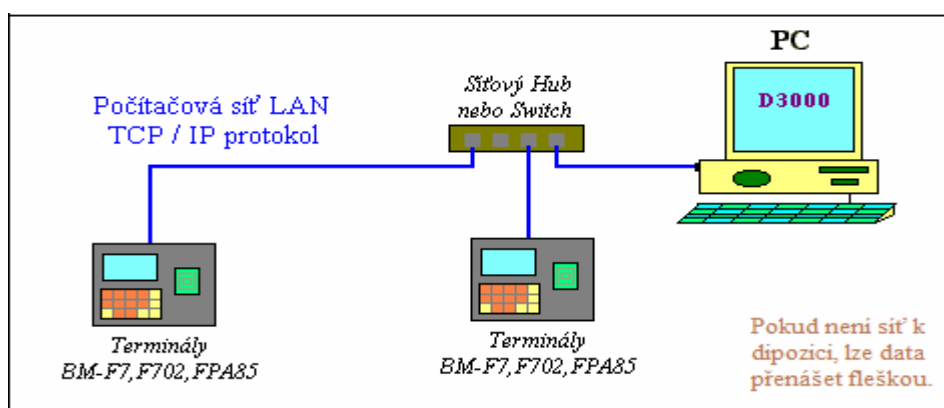 PC
Síťový Hub
nebo Switch
D3000
Počítačová síť LAN
TCP / IP protokol
Terminály
BM-F7,F702,FPA85
Terminály
BM-F7,F702,FPA85
Pokud není síť k
dipozici, lze data
přenášet fleškou.